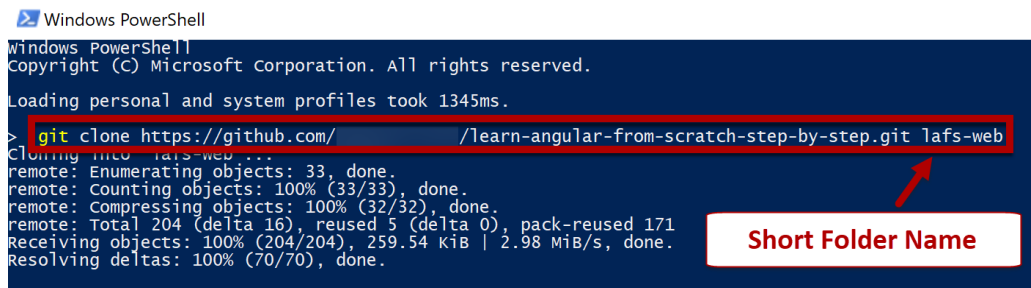 Windows PowerShell
Windows PowerShell
Copyright (C) Microsoft Corporation. All rights reserved.
Loading personal and system profiles took 1345ms.
> git clone https://github.com/ /learn-angular-from-scratch-step-by-step.git lafs-web
Cloning into 'lafs-web'...
remote: Enumerating objects: 33, done.
remote: Counting objects: 100% (33/33), done.
remote: Compressing objects: 100% (32/32), done.
remote: Total 204 (delta 16), reused 5 (delta 0), pack-reused 171
Receiving objects: 100% (204/204), 259.54 KiB | 2.98 MiB/s, done.
Resolving deltas: 100% (70/70), done.
Short Folder Name